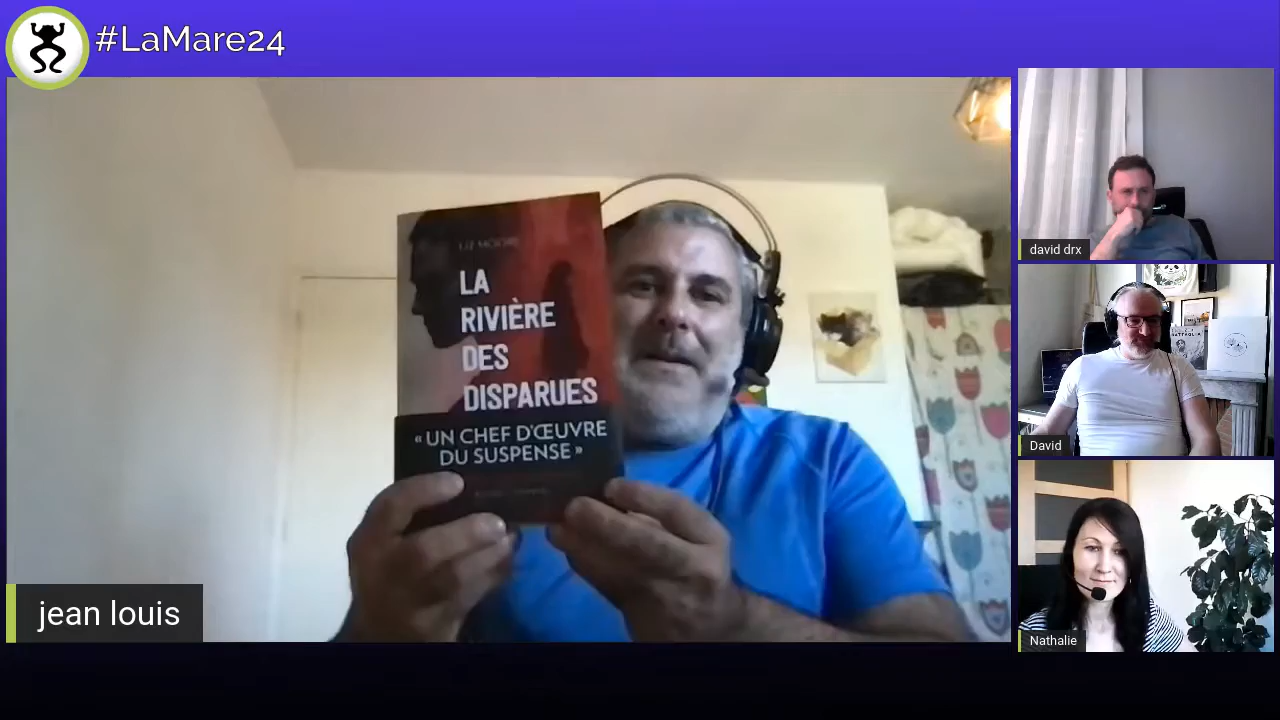 #LaMare24
LIZ MOORE
LA
RIVIÈRE
DES
DISPARUES
« UN CHEF D'ŒUVRE
DU SUSPENSE »
jean louis
david drx
David
Nathalie